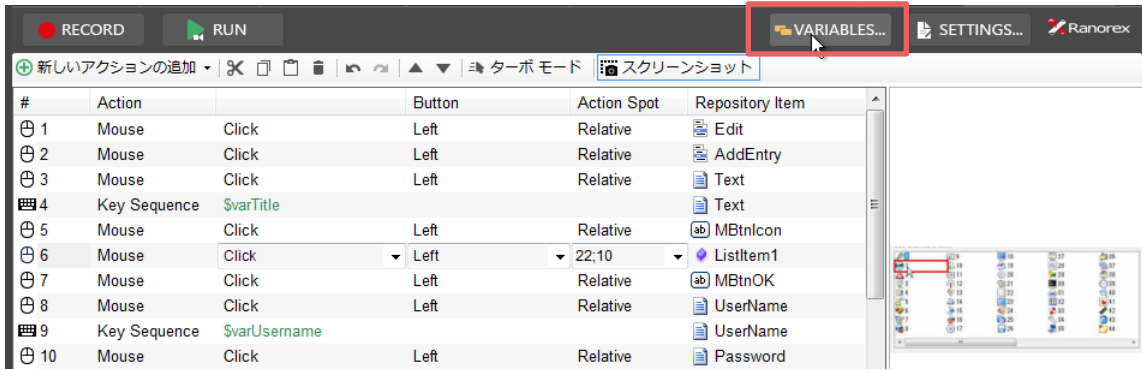 RECORD RUN VARIABLES... SETTINGS... Ranorex
新しいアクションの追加 ターボ モード スクリーンショット
# Action Button Action Spot Repository Item
1 Mouse Click Left Relative Edit
2 Mouse Click Left Relative AddEntry
3 Mouse Click Left Relative Text
4 Key Sequence $varTitle Text
5 Mouse Click Left Relative ab MBtnIcon
6 Mouse Click Left 22;10 ListItem1
7 Mouse Click Left Relative ab MBtnOK
8 Mouse Click Left Relative UserName
9 Key Sequence $varUsername UserName
10 Mouse Click Left Relative Password